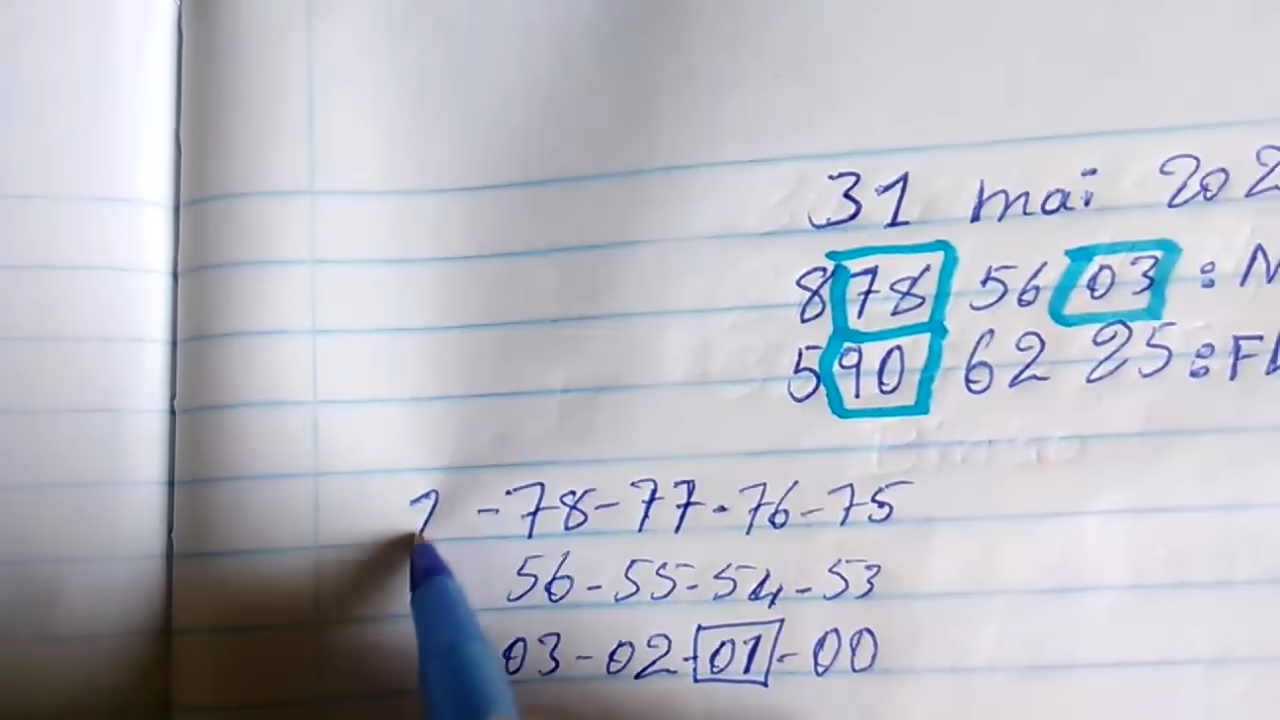 31 mai 202
878 56 03 : N
590 62 25 : FL
- 78 - 77 - 76 - 75
56 - 55 - 54 - 53
03 - 02 - 01 - 00